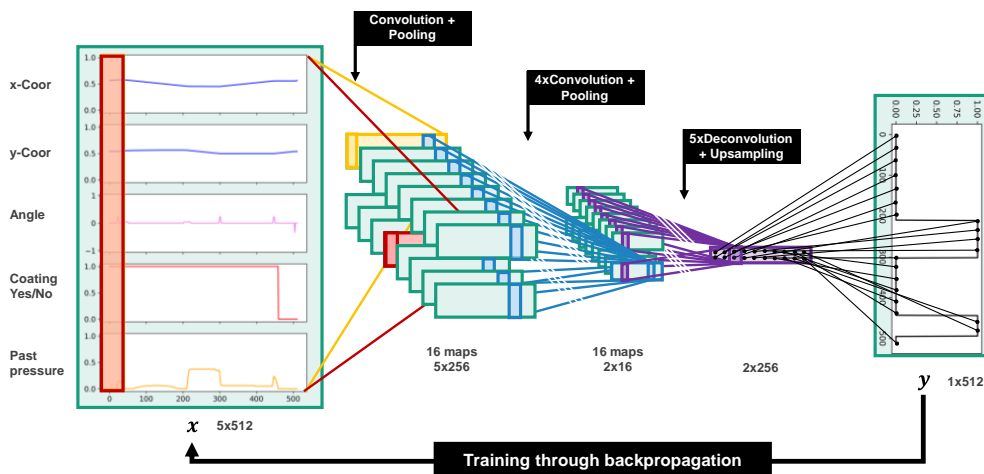 Convolution +
Pooling
4xConvolution +
Pooling
5xDeconvolution
+ Upsampling
x-Coor
1.0
0.5
0.0
y-Coor
1.0
0.5
0.0
Angle
1
0
−1
Coating
Yes/No
1.0
0.5
0.0
Past
pressure
1.0
0.5
0.0
0 100 200 300 400 500
x 5x512
16 maps
5x256
16 maps
2x16
2x256
0.00 0.25 0.50 0.75 1.00
0
100
200
300
400
500
y 1x512
Training through backpropagation